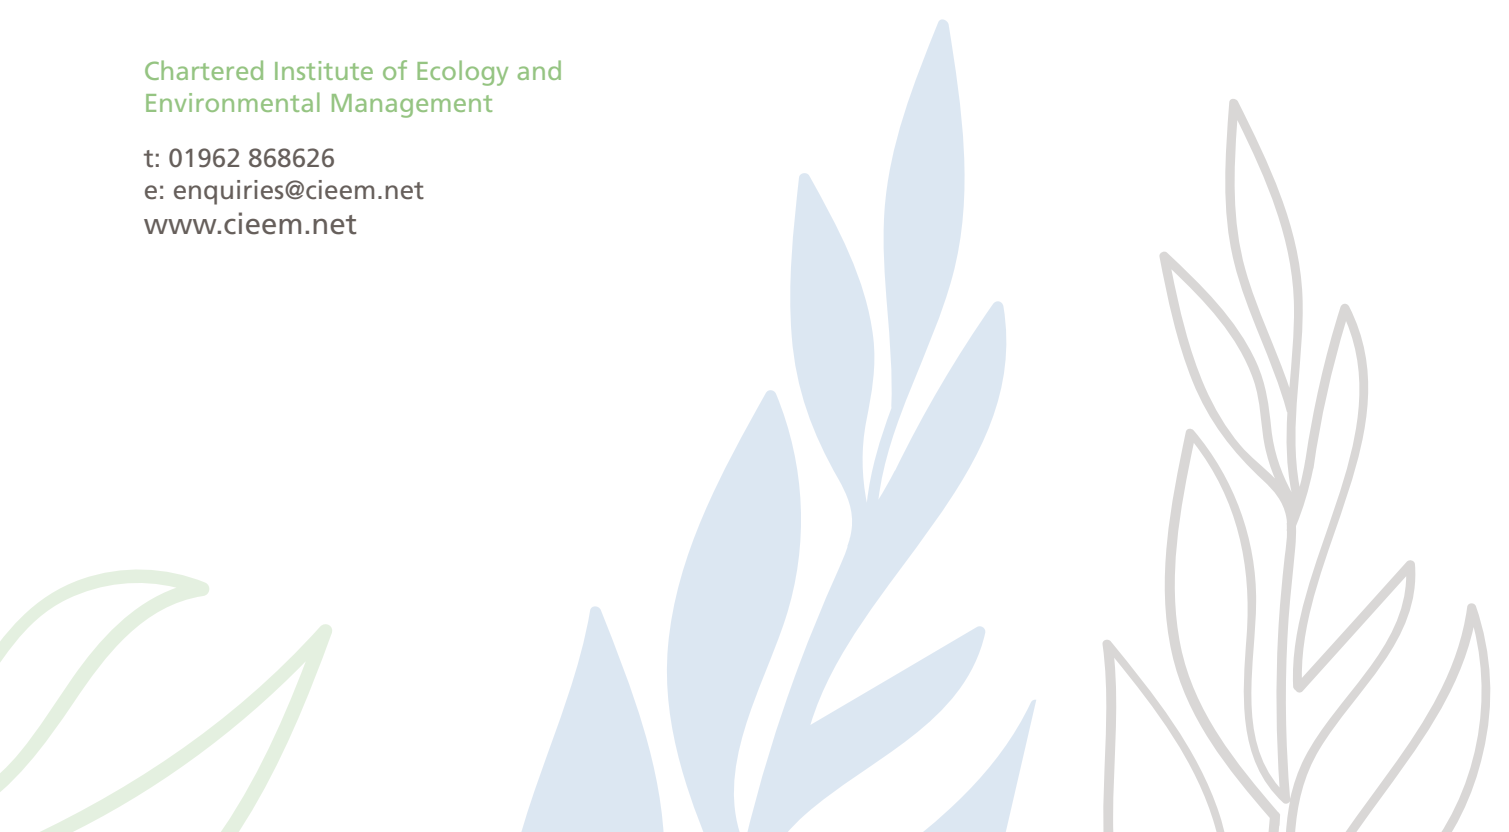 Chartered Institute of Ecology and
Environmental Management
t: 01962 868626
e: enquiries@cieem.net
www.cieem.net